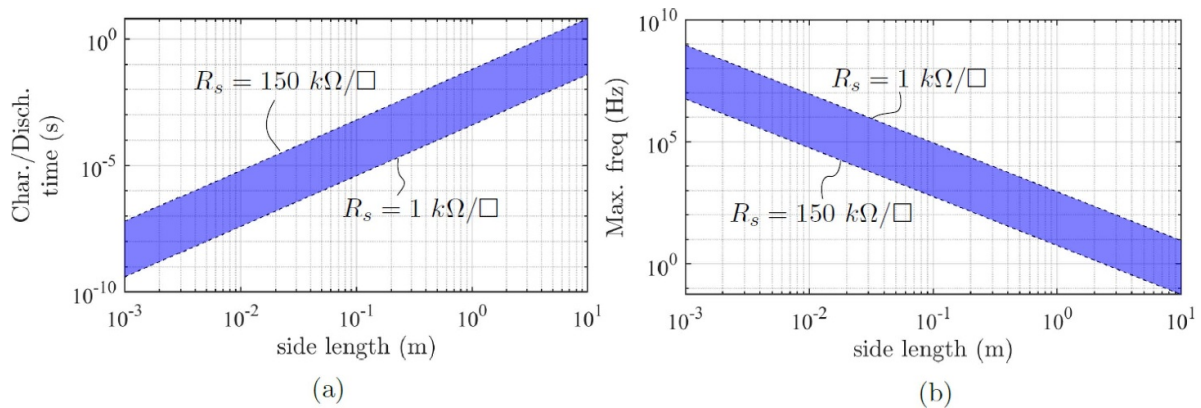 Char./Disch.
time (s)
10^0
10^-5
10^-10
R_s = 150 kΩ/□
R_s = 1 kΩ/□
10^-3 10^-2 10^-1 10^0 10^1
side length (m)
(a)
Max. freq (Hz)
10^10
10^5
10^0
R_s = 1 kΩ/□
R_s = 150 kΩ/□
10^-3 10^-2 10^-1 10^0 10^1
side length (m)
(b)